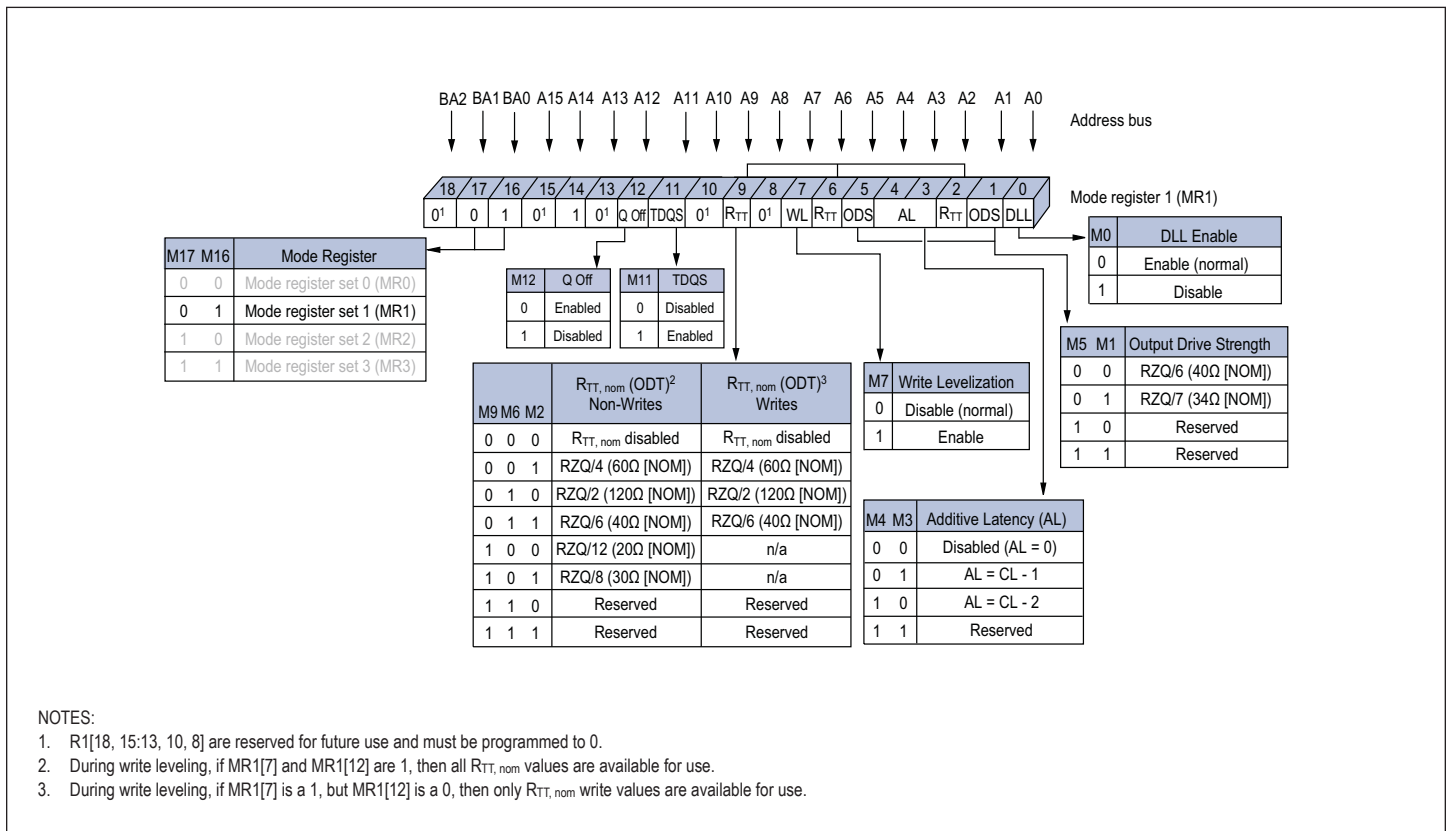 BA2 BA1 BA0 A15 A14 A13 A12 A11 A10 A9 A8 A7 A6 A5 A4 A3 A2 A1 A0
Address bus
18 17 16 15 14 13 12 11 10 9 8 7 6 5 4 3 2 1 0
Mode register 1 (MR1)
0¹ 0 1 0¹ 1 0¹ Q Off TDQS 0¹ RTT 0¹ WL RTT ODS AL RTT ODS DLL
M17 M16 Mode Register
0 0 Mode register set 0 (MR0)
0 1 Mode register set 1 (MR1)
1 0 Mode register set 2 (MR2)
1 1 Mode register set 3 (MR3)
M12 Q Off
0 Enabled
1 Disabled
M11 TDQS
0 Disabled
1 Enabled
M0 DLL Enable
0 Enable (normal)
1 Disable
M5 M1 Output Drive Strength
0 0 RZQ/6 (40Ω [NOM])
0 1 RZQ/7 (34Ω [NOM])
1 0 Reserved
1 1 Reserved
M9 M6 M2 RTT, nom (ODT)² Non-Writes RTT, nom (ODT)³ Writes
0 0 0 RTT, nom disabled RTT, nom disabled
0 0 1 RZQ/4 (60Ω [NOM]) RZQ/4 (60Ω [NOM])
0 1 0 RZQ/2 (120Ω [NOM]) RZQ/2 (120Ω [NOM])
0 1 1 RZQ/6 (40Ω [NOM]) RZQ/6 (40Ω [NOM])
1 0 0 RZQ/12 (20Ω [NOM]) n/a
1 0 1 RZQ/8 (30Ω [NOM]) n/a
1 1 0 Reserved Reserved
1 1 1 Reserved Reserved
M7 Write Levelization
0 Disable (normal)
1 Enable
M4 M3 Additive Latency (AL)
0 0 Disabled (AL = 0)
0 1 AL = CL - 1
1 0 AL = CL - 2
1 1 Reserved
NOTES:
1. R1[18, 15:13, 10, 8] are reserved for future use and must be programmed to 0.
2. During write leveling, if MR1[7] and MR1[12] are 1, then all RTT, nom values are available for use.
3. During write leveling, if MR1[7] is a 1, but MR1[12] is a 0, then only RTT, nom write values are available for use.